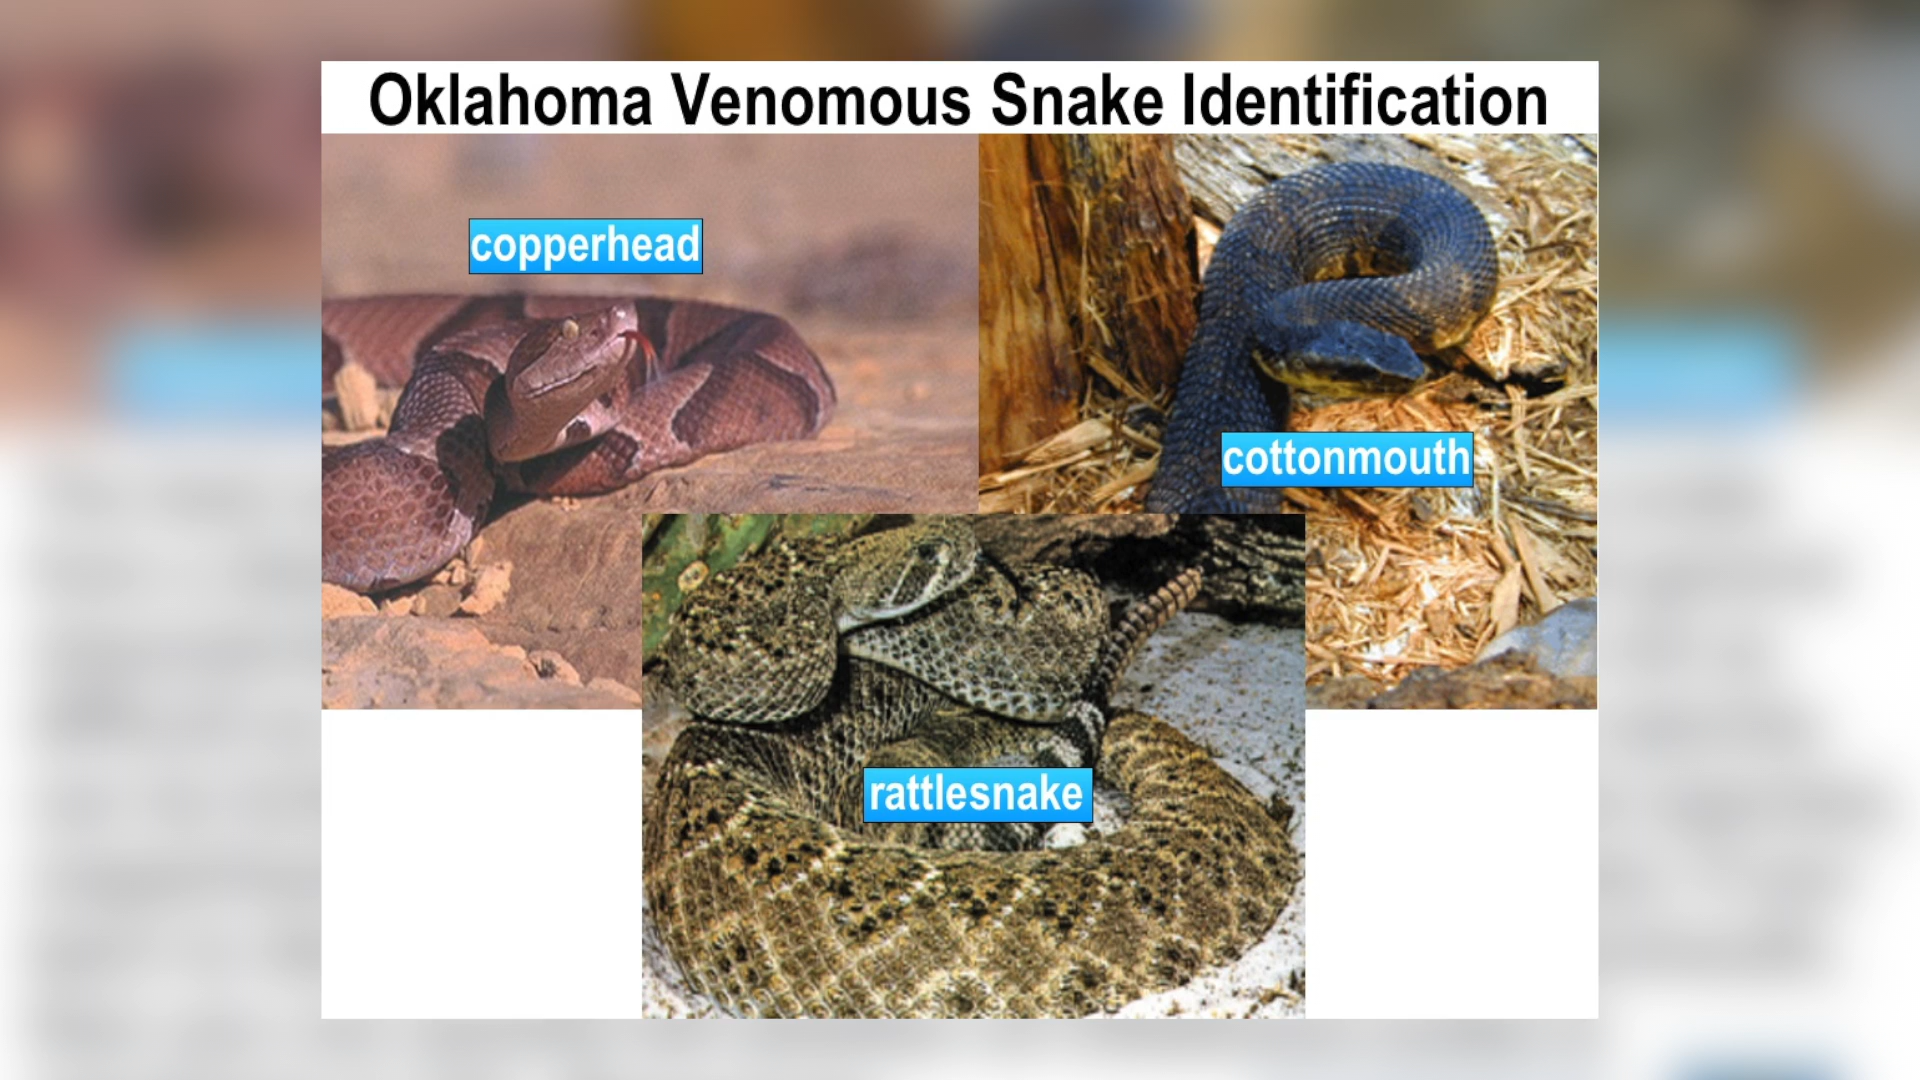 Oklahoma Venomous Snake Identification
copperhead
cottonmouth
rattlesnake